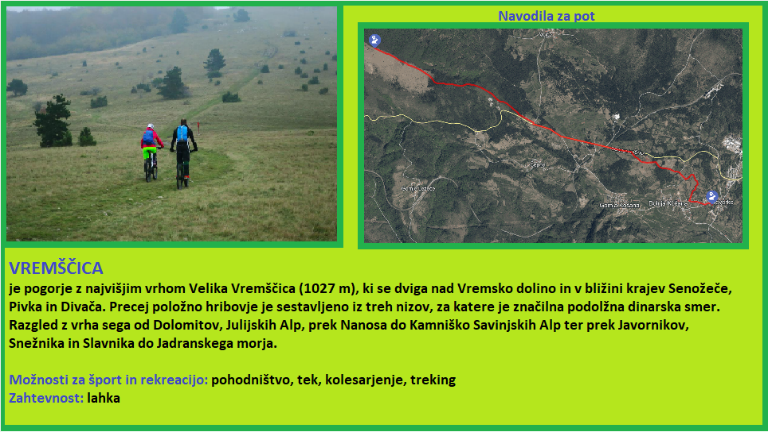 Navodila za pot
Gornja Košana
VREMŠČICA
je pogorje z najvišjim vrhom Velika Vremščica (1027 m), ki se dviga nad Vremsko dolino in v bližini krajev Senožeče,
Pivka in Divača. Precej položno hribovje je sestavljeno iz treh nizov, za katere je značilna podolžna dinarska smer.
Razgled z vrha sega od Dolomitov, Julijskih Alp, prek Nanosa do Kamniško Savinjskih Alp ter prek Javornikov,
Snežnika in Slavnika do Jadranskega morja.
Možnosti za šport in rekreacijo: pohodništvo, tek, kolesarjenje, treking
Zahtevnost: lahka